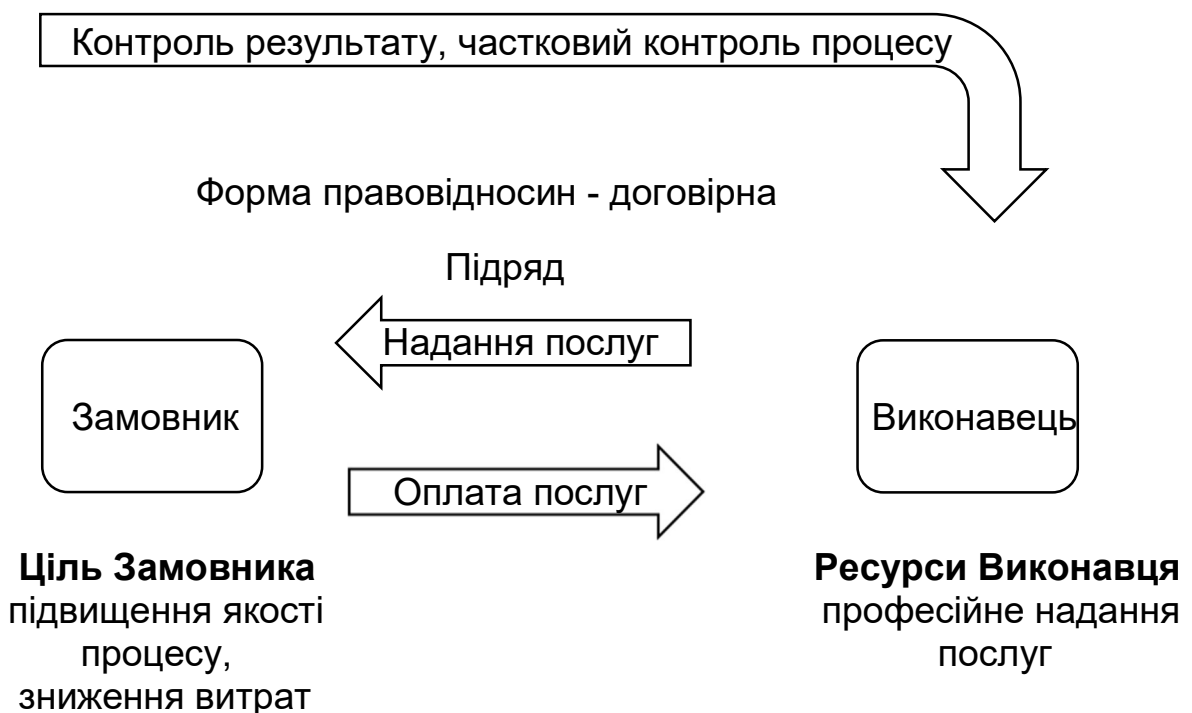 Контроль результату, частковий контроль процесу
Форма правовідносин - договірна
Підряд
Надання послуг
Замовник
Виконавець
Оплата послуг
Ціль Замовника
підвищення якості
процесу,
зниження витрат
Ресурси Виконавця
професійне надання
послуг